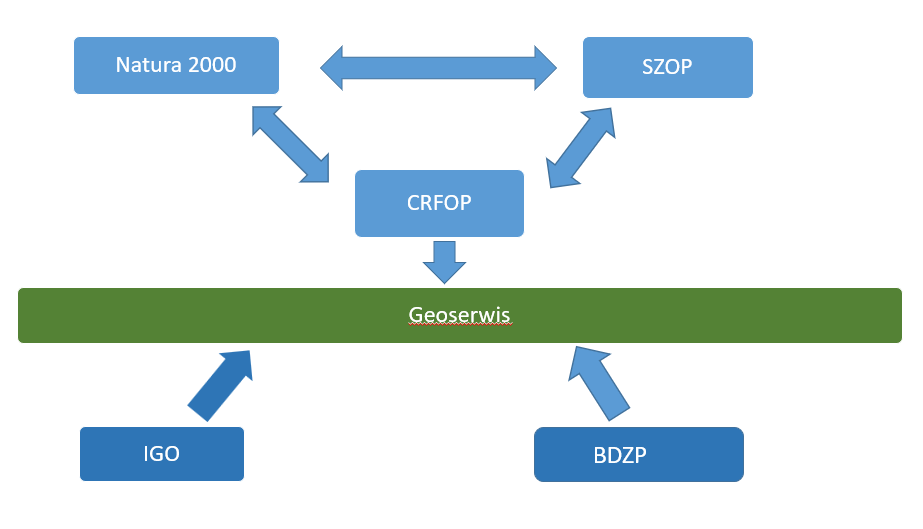 Natura 2000
SZOP
CRFOP
Geoserwis
IGO
BDZP